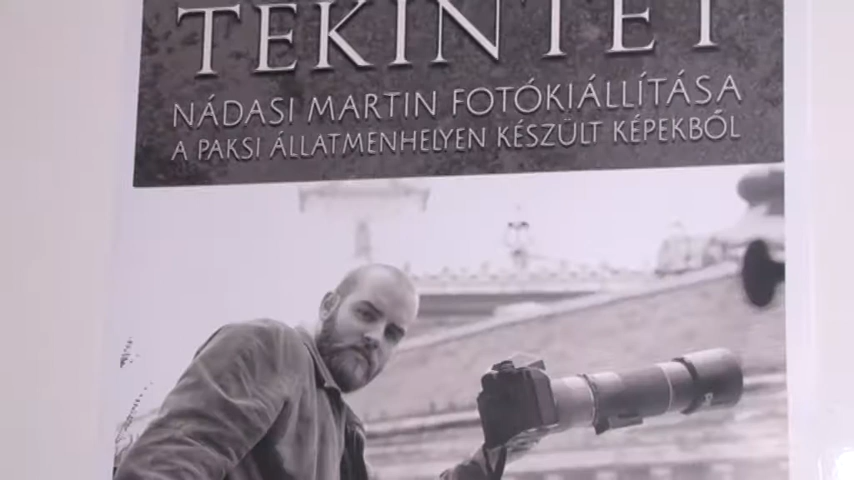 TEKINTET
NÁDASI MARTIN FOTÓKIÁLLÍTÁSA
A PAKSI ÁLLATMENHELYEN KÉSZÜLT KÉPEKBŐL